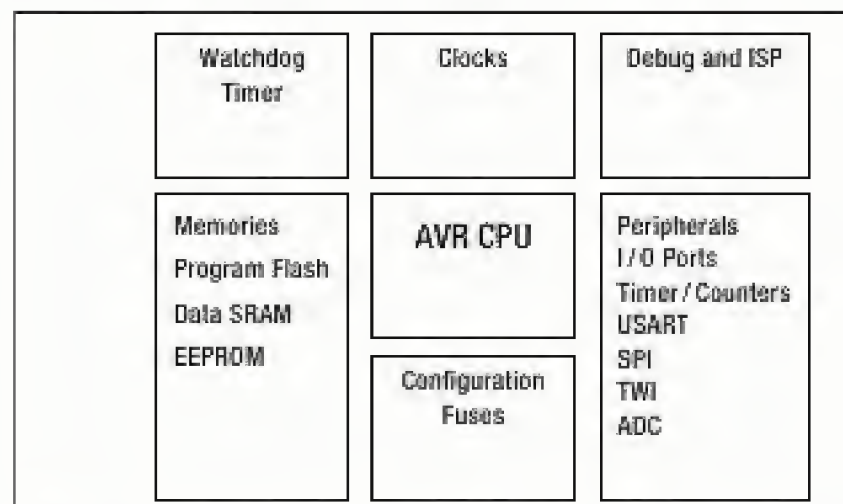 Watchdog
Timer
Clocks
Debug and ISP
Memories
Program Flash
Data SRAM
EEPROM
AVR CPU
Configuration
Fuses
Peripherals
I/O Ports
Timer/Counters
USART
SPI
TWI
ADC